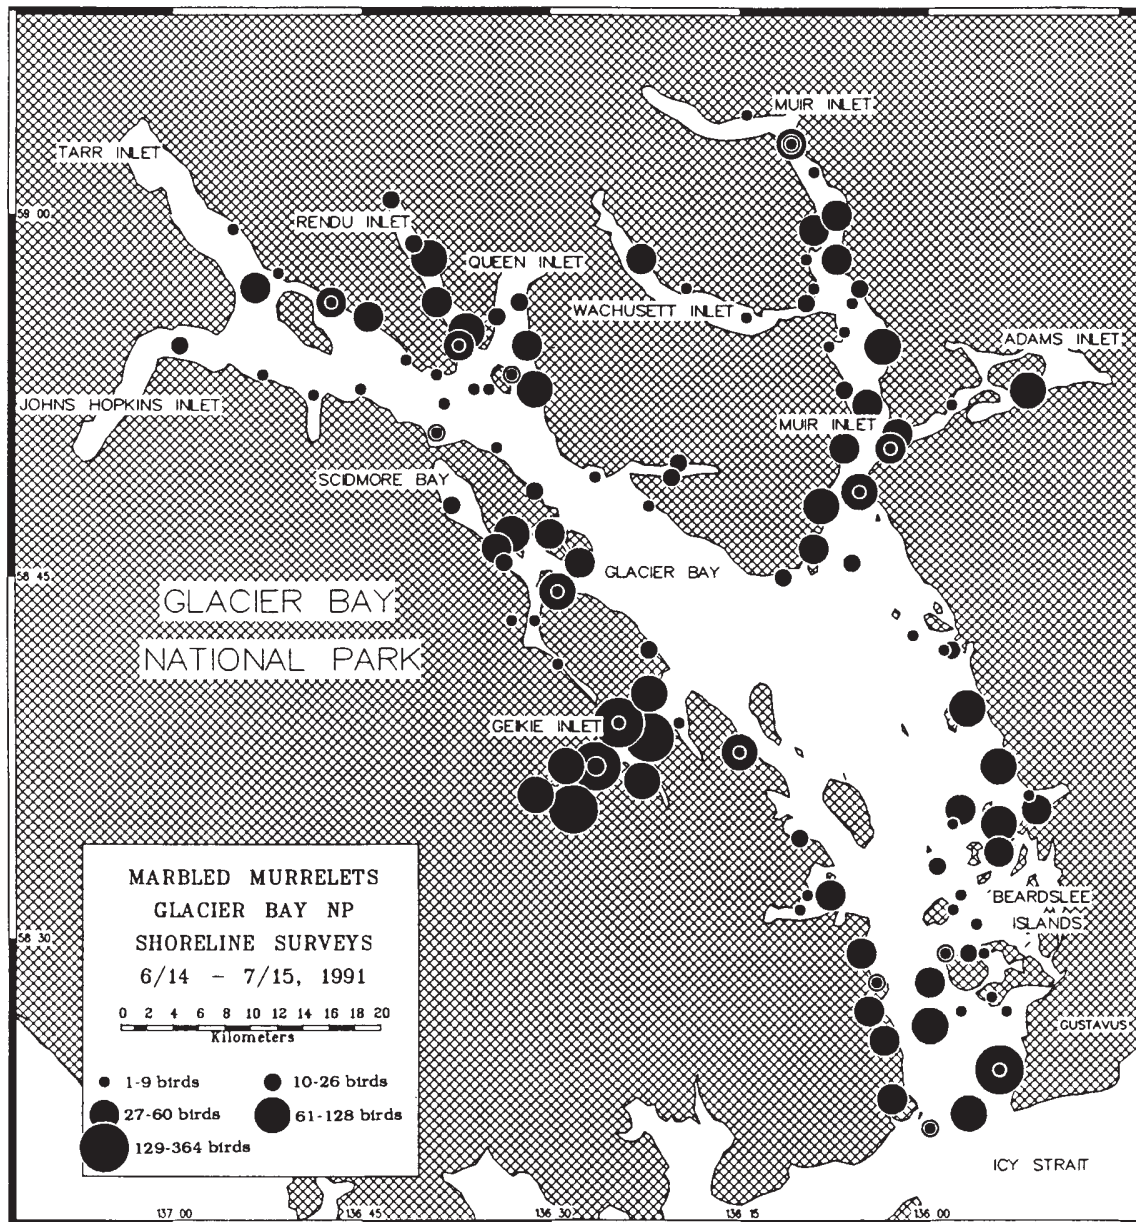 MUIR INLET
TARR INLET
59 00
RENDU INLET
QUEEN INLET
WACHUSETT INLET
ADAMS INLET
JOHNS HOPKINS INLET
MUIR INLET
SCIDMORE BAY
58 45
GLACIER BAY
GLACIER BAY
NATIONAL PARK
GEIKIE INLET
MARBLED MURRELETS
GLACIER BAY NP
SHORELINE SURVEYS
6/14 - 7/15, 1991
0 2 4 6 8 10 12 14 16 18 20
Kilometers
1-9 birds
10-26 birds
27-60 birds
61-128 birds
129-364 birds
BEARDSLEE
ISLANDS
58 30
GUSTAVUS
ICY STRAIT
137 00
136 45
136 30
136 15
136 00